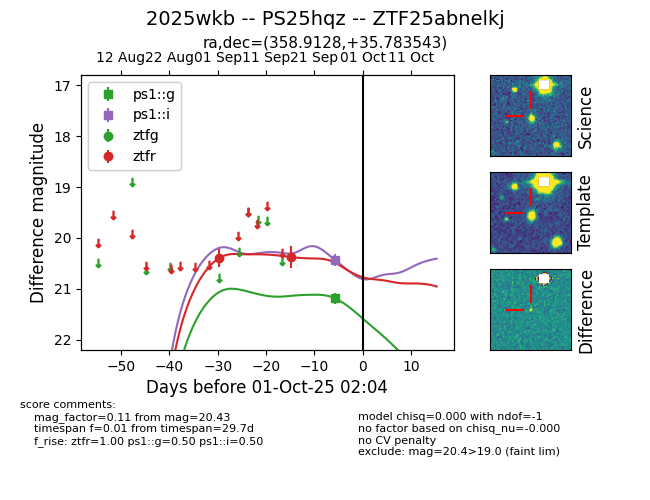 2025wkb -- PS25hqz -- ZTF25abnelkj
ra,dec=(358.9128,+35.783543)
12 Aug 22 Aug 01 Sep 11 Sep 21 Sep 01 Oct 11 Oct
17
18
19
20
21
22
Difference magnitude
ps1::g
ps1::i
ztfg
ztfr
−50 −40 −30 −20 −10 0 10
Days before 01-Oct-25 02:04
Science
Template
Difference
score comments:
mag_factor=0.11 from mag=20.43
timespan f=0.01 from timespan=29.7d
f_rise: ztfr=1.00 ps1::g=0.50 ps1::i=0.50
model chisq=0.000 with ndof=-1
no factor based on chisq_nu=-0.000
no CV penalty
exclude: mag=20.4>19.0 (faint lim)